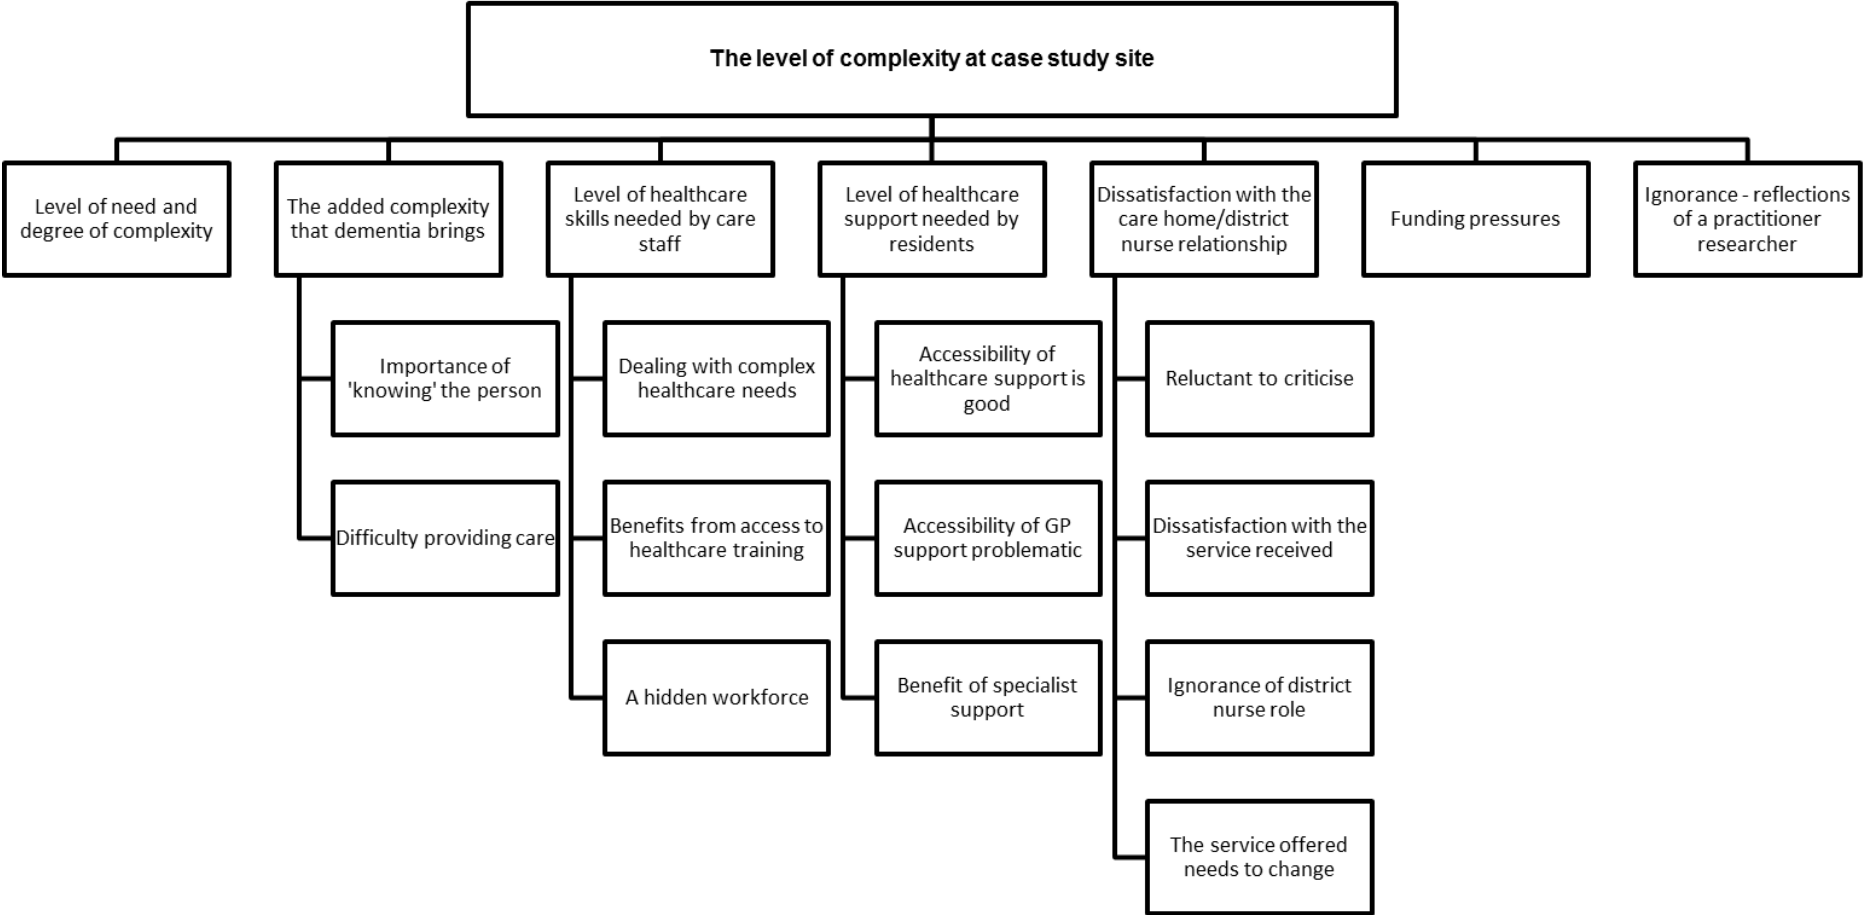 The level of complexity at case study site
Level of need and
degree of complexity
The added complexity
that dementia brings
Level of healthcare
skills needed by care
staff
Level of healthcare
support needed by
residents
Dissatisfaction with the
care home/district
nurse relationship
Funding pressures
Ignorance - reflections
of a practitioner
researcher
Importance of
'knowing' the person
Difficulty providing care
Dealing with complex
healthcare needs
Benefits from access to
healthcare training
A hidden workforce
Accessibility of
healthcare support is
good
Accessibility of GP
support problematic
Benefit of specialist
support
Reluctant to criticise
Dissatisfaction with the
service received
Ignorance of district
nurse role
The service offered
needs to change